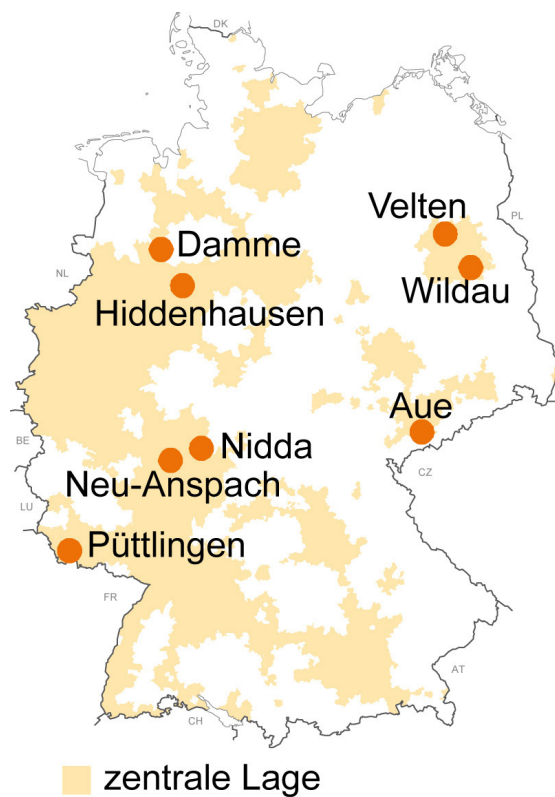 DK
Velten
PL
Damme
NL
Wildau
Hiddenhausen
Aue
BE
Nidda
CZ
Neu-Anspach
LU
Püttlingen
FR
AT
CH
zentrale Lage